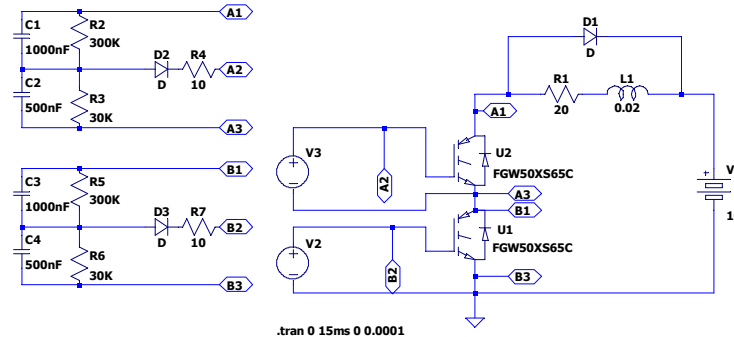 C1
1000nF
R2
300K
A1
C2
500nF
R3
30K
D2
D
R4
10
A2
A3
C3
1000nF
R5
300K
B1
C4
500nF
R6
30K
D3
D
R7
10
B2
B3
D1
D
R1
20
L1
0.02
A1
V3
A2
U2
FGW50XS65C
A3
B1
V2
B2
U1
FGW50XS65C
B3
V
1
.tran 0 15ms 0 0.0001